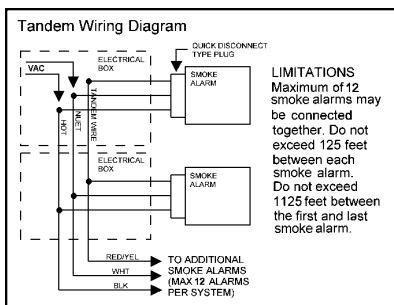 Tandem Wiring Diagram
ELECTRICAL
BOX
QUICK DISCONNECT
TYPE PLUG
VAC
SMOKE
ALARM
TANDEM WIRE
NUET
HOT
LIMITATIONS
Maximum of 12
smoke alarms may
be connected
together. Do not
exceed 125 feet
between each
smoke alarm.
Do not exceed
1125 feet between
the first and last
smoke alarm.
ELECTRICAL
BOX
SMOKE
ALARM
RED/YEL
WHT
BLK
TO ADDITIONAL
SMOKE ALARMS
(MAX 12 ALARMS
PER SYSTEM)